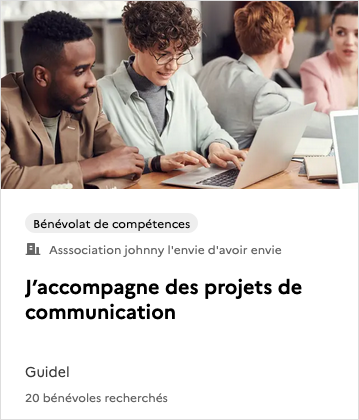 Bénévolat de compétences
Asssociation johnny l'envie d'avoir envie
J’accompagne des projets de
communication
Guidel
20 bénévoles recherchés